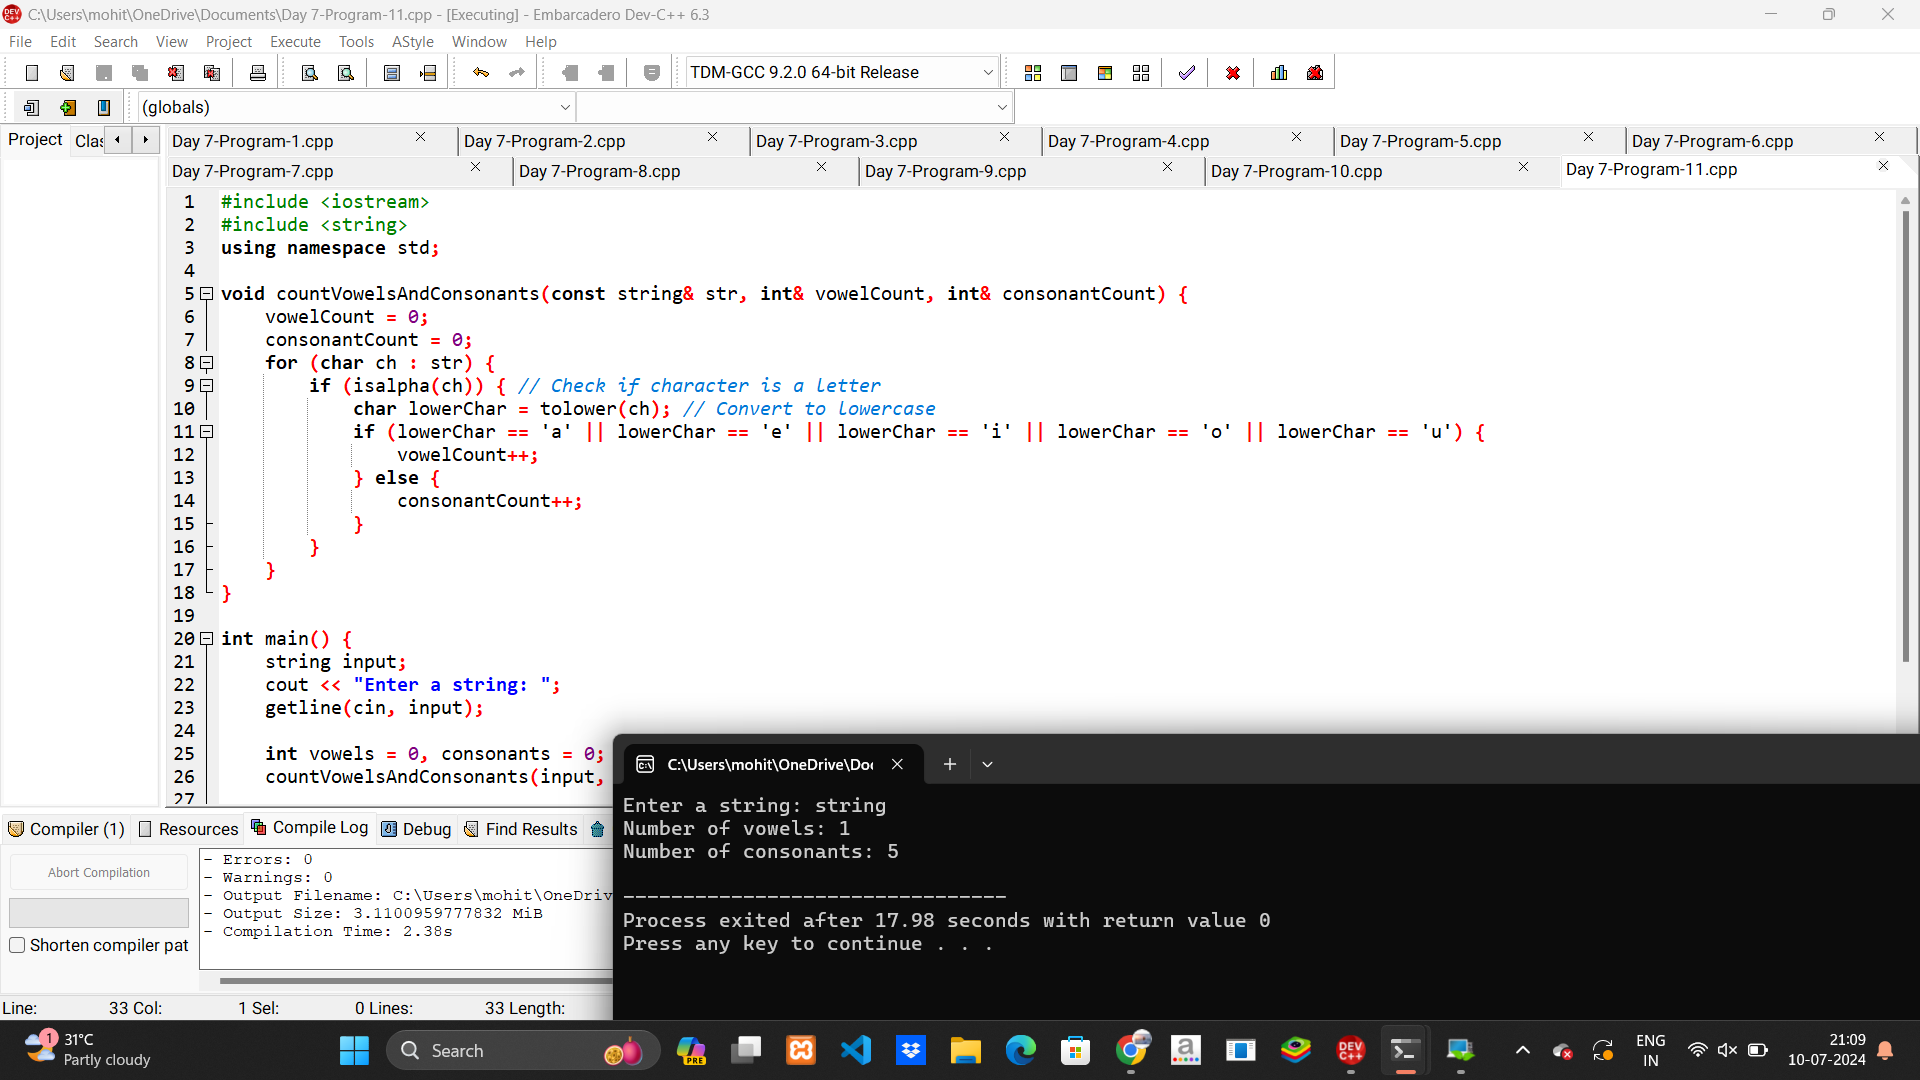 C:\Users\mohit\OneDrive\Documents\Day 7-Program-11.cpp - [Executing] - Embarcadero Dev-C++ 6.3
File Edit Search View Project Execute Tools AStyle Window Help
TDM-GCC 9.2.0 64-bit Release
(globals)
Project Clas
Day 7-Program-1.cpp Day 7-Program-2.cpp Day 7-Program-3.cpp Day 7-Program-4.cpp Day 7-Program-5.cpp Day 7-Program-6.cpp
Day 7-Program-7.cpp Day 7-Program-8.cpp Day 7-Program-9.cpp Day 7-Program-10.cpp Day 7-Program-11.cpp
1 #include <iostream>
2 #include <string>
3 using namespace std;
4
5 void countVowelsAndConsonants(const string& str, int& vowelCount, int& consonantCount) {
6 vowelCount = 0;
7 consonantCount = 0;
8 for (char ch : str) {
9 if (isalpha(ch)) { // Check if character is a letter
10 char lowerChar = tolower(ch); // Convert to lowercase
11 if (lowerChar == 'a' || lowerChar == 'e' || lowerChar == 'i' || lowerChar == 'o' || lowerChar == 'u') {
12 vowelCount++;
13 } else {
14 consonantCount++;
15 }
16 }
17 }
18 }
19
20 int main() {
21 string input;
22 cout << "Enter a string: ";
23 getline(cin, input);
24
25 int vowels = 0, consonants = 0;
26 countVowelsAndConsonants(input,
27
C:\Users\mohit\OneDrive\Doc
Enter a string: string
Number of vowels: 1
Number of consonants: 5
--------------------------------
Process exited after 17.98 seconds with return value 0
Press any key to continue . . .
Compiler (1) Resources Compile Log Debug Find Results
Abort Compilation
Shorten compiler pat
- Errors: 0
- Warnings: 0
- Output Filename: C:\Users\mohit\OneDriv
- Output Size: 3.1100959777832 MiB
- Compilation Time: 2.38s
Line: 33 Col: 1 Sel: 0 Lines: 33 Length:
1
31°C
Partly cloudy
Search
PRE
DEV C++
ENG
IN
21:09
10-07-2024